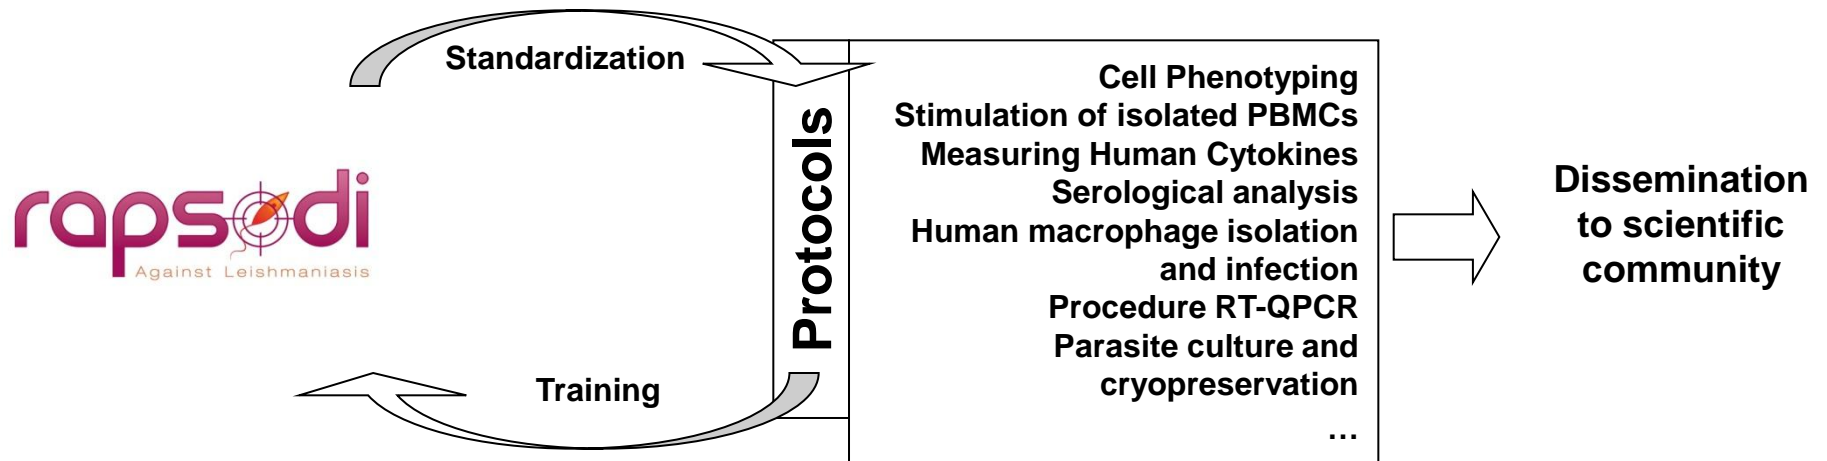 Standardization
rapsodi
Against Leishmaniasis
Training
Protocols
Cell Phenotyping
Stimulation of isolated PBMCs
Measuring Human Cytokines
Serological analysis
Human macrophage isolation
and infection
Procedure RT-QPCR
Parasite culture and
cryopreservation
…
Dissemination
to scientific
community